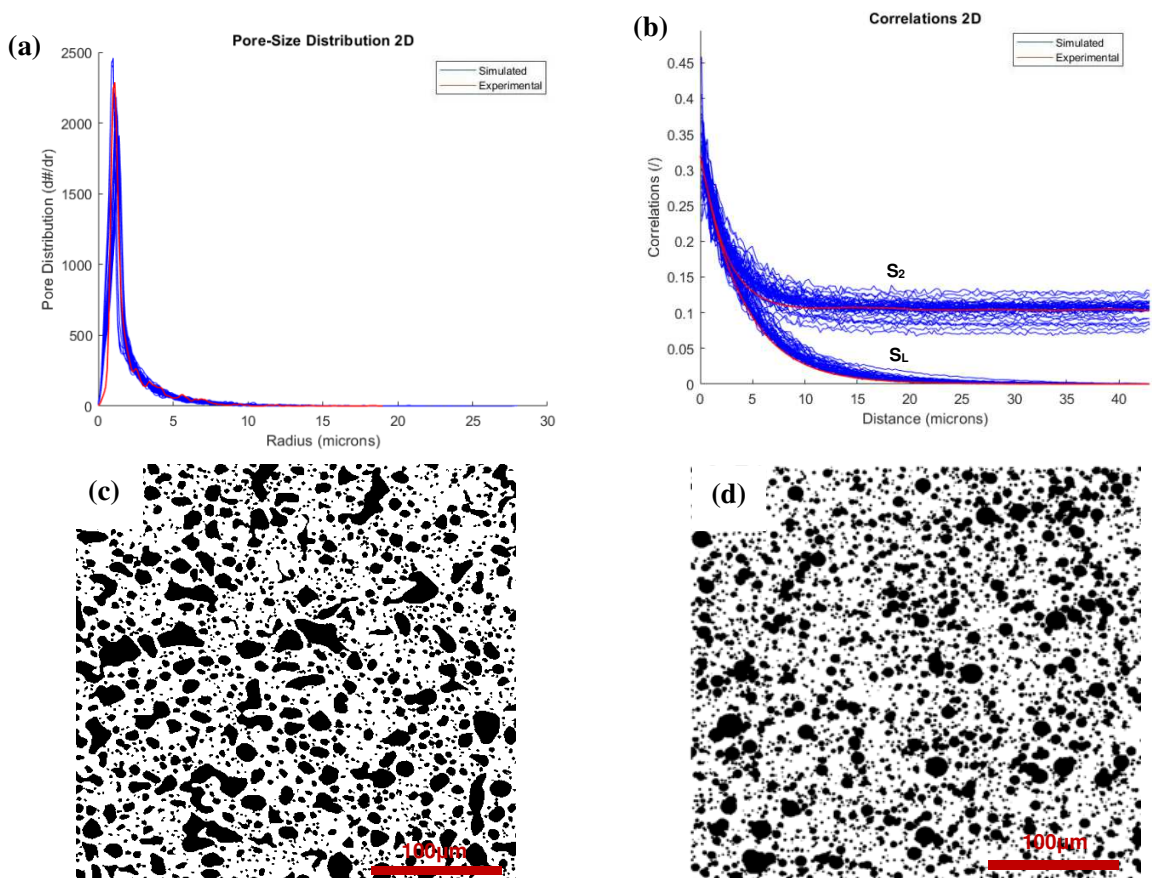 (a)
Pore-Size Distribution 2D
Simulated
Experimental
Pore Distribution (d#/dr)
2500
2000
1500
1000
500
0
0 5 10 15 20 25 30
Radius (microns)
(b)
Correlations 2D
Simulated
Experimental
Correlations (/)
0.45
0.4
0.35
0.3
0.25
0.2
0.15
0.1
0.05
0
S2
SL
0 5 10 15 20 25 30 35 40
Distance (microns)
(c)
100µm
(d)
100µm